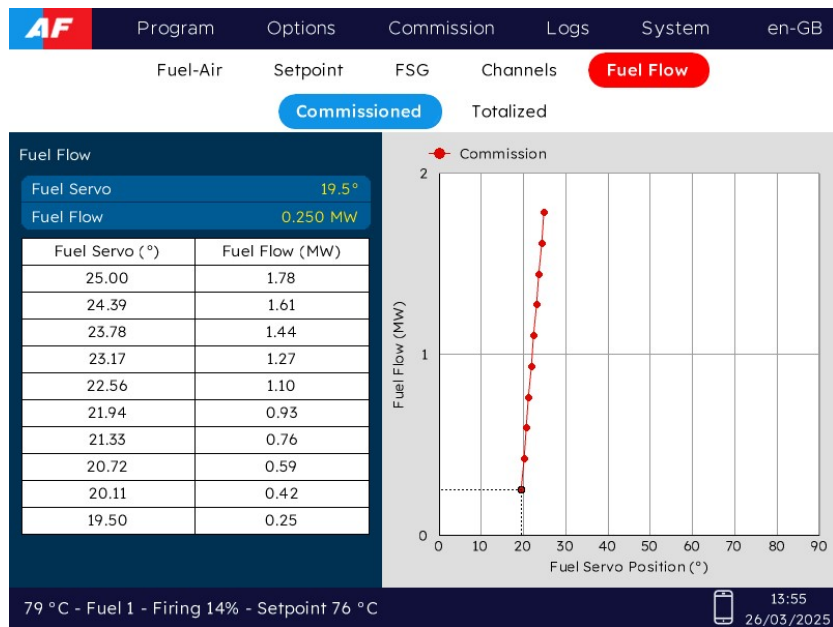 AF Program Options Commission Logs System en-GB
Fuel-Air Setpoint FSG Channels Fuel Flow
Commissioned Totalized
Fuel Flow
Fuel Servo 19.5°
Fuel Flow 0.250 MW
Fuel Servo (°) Fuel Flow (MW)
25.00 1.78
24.39 1.61
23.78 1.44
23.17 1.27
22.56 1.10
21.94 0.93
21.33 0.76
20.72 0.59
20.11 0.42
19.50 0.25
Commission
2
1
0
Fuel Flow (MW)
0 10 20 30 40 50 60 70 80 90
Fuel Servo Position (°)
79 °C - Fuel 1 - Firing 14% - Setpoint 76 °C
13:55
26/03/2025